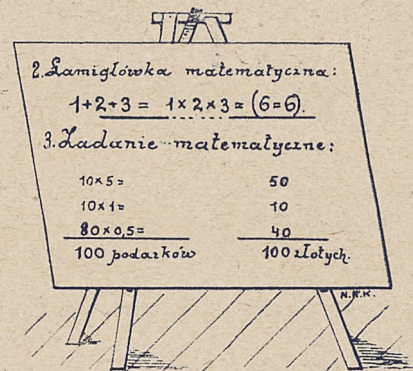 2. Łamigłówka matematyczna:
1+2+3 = 1×2×3 = (6=6).
3. Zadanie matematyczne:
10×5= 50
10×1= 10
80×0,5= 40
100 podarków 100 złotych.
N.K.K.